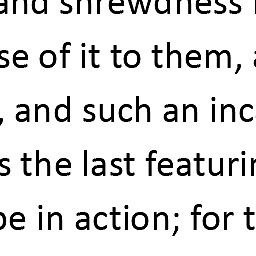 and shrewdness
se of it to them,
, and such an inc
s the last featurin
be in action; for t